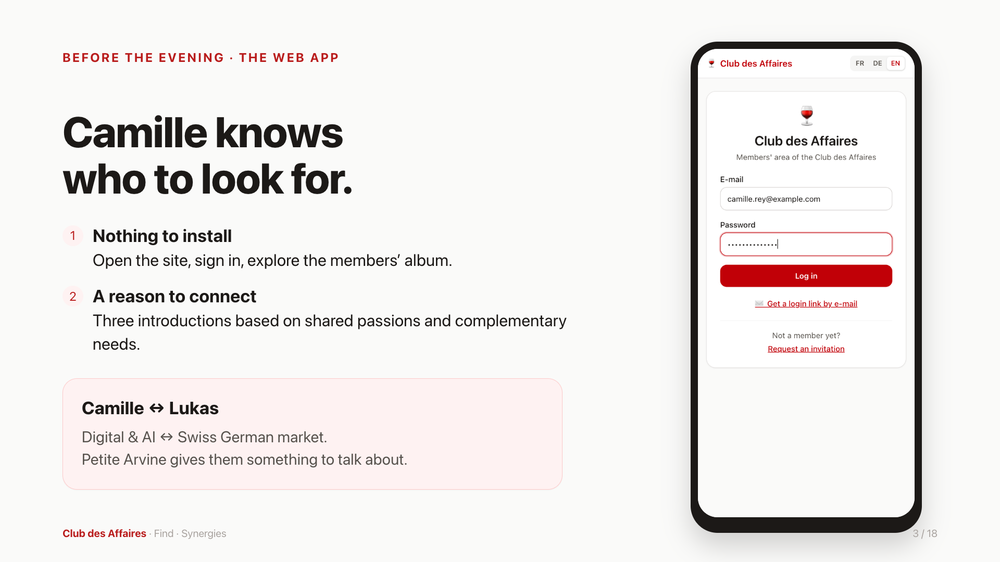 BEFORE THE EVENING · THE WEB APP
Camille knows
who to look for.
1 Nothing to install
Open the site, sign in, explore the members’ album.
2 A reason to connect
Three introductions based on shared passions and complementary
needs.
Camille ↔ Lukas
Digital & AI ↔ Swiss German market.
Petite Arvine gives them something to talk about.
Club des Affaires · Find · Synergies
Club des Affaires FR DE EN
Club des Affaires
Members' area of the Club des Affaires
E-mail
camille.rey@example.com
Password
••••••••••••••
Log in
Get a login link by e-mail
Not a member yet?
Request an invitation
3 / 18